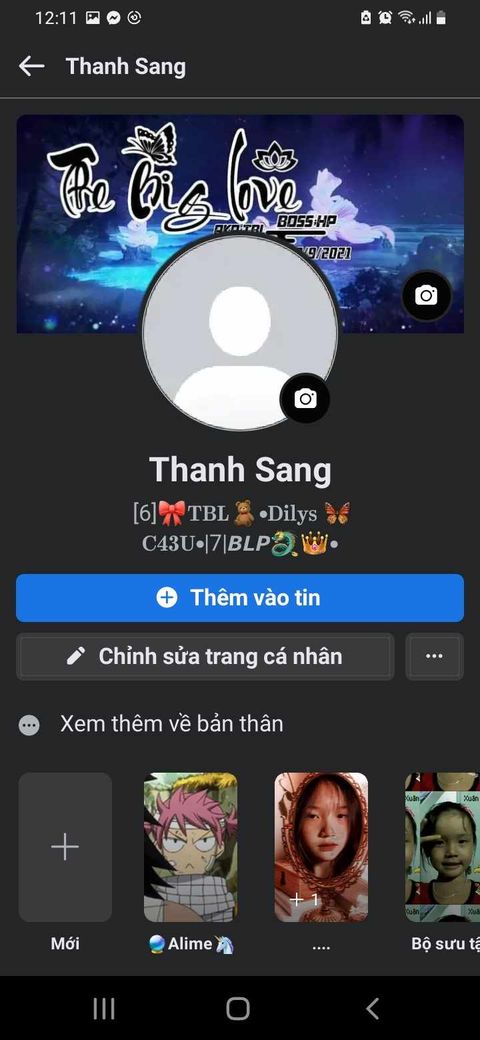 12:11
Thanh Sang
The Big love
BOSS:HP
/9/2021
Thanh Sang
[6]🎀TBL🧸•Dilys 🦋
C43U•|7|BLP🐉👑•
Thêm vào tin
Chỉnh sửa trang cá nhân
Xem thêm về bản thân
+ 1
Xuân
Xuân
Mới
🔮Alime🦄
....
Bộ sưu tậ